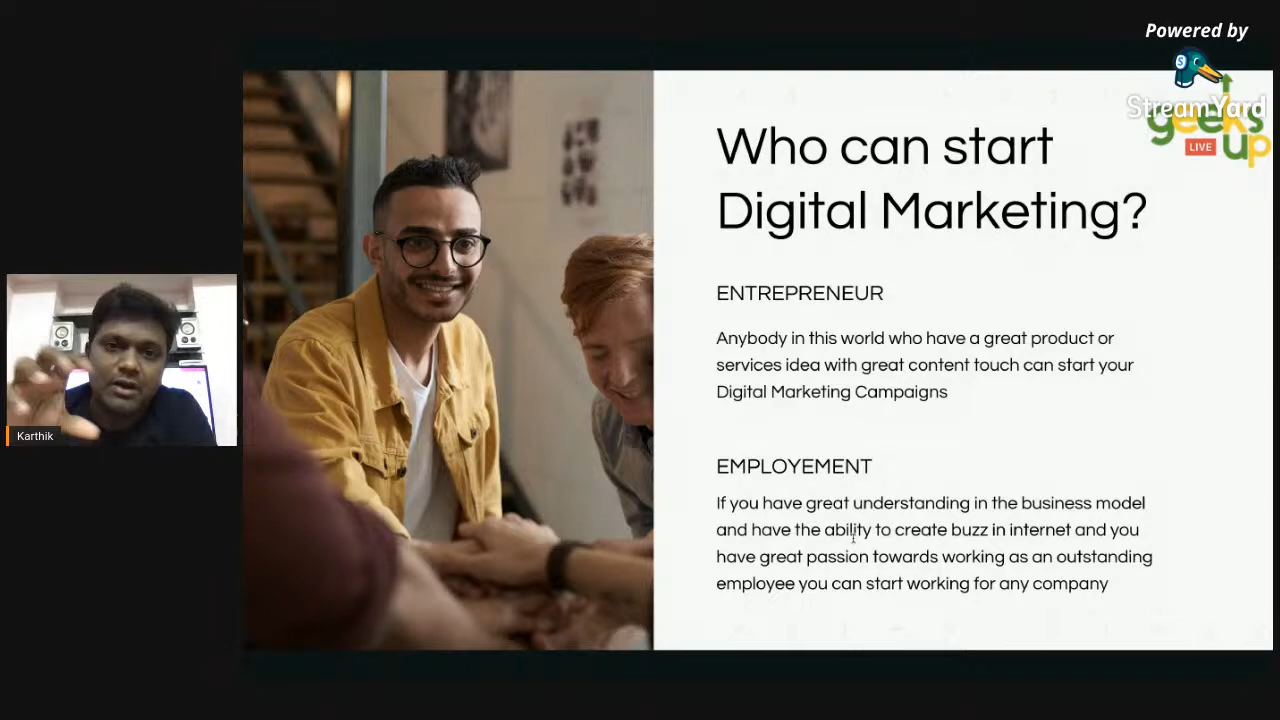 Powered by
StreamYard
geeks
LIVE
up
Who can start
Digital Marketing?
ENTREPRENEUR
Anybody in this world who have a great product or
services idea with great content touch can start your
Digital Marketing Campaigns
EMPLOYEMENT
If you have great understanding in the business model
and have the ability to create buzz in internet and you
have great passion towards working as an outstanding
employee you can start working for any company
Karthik